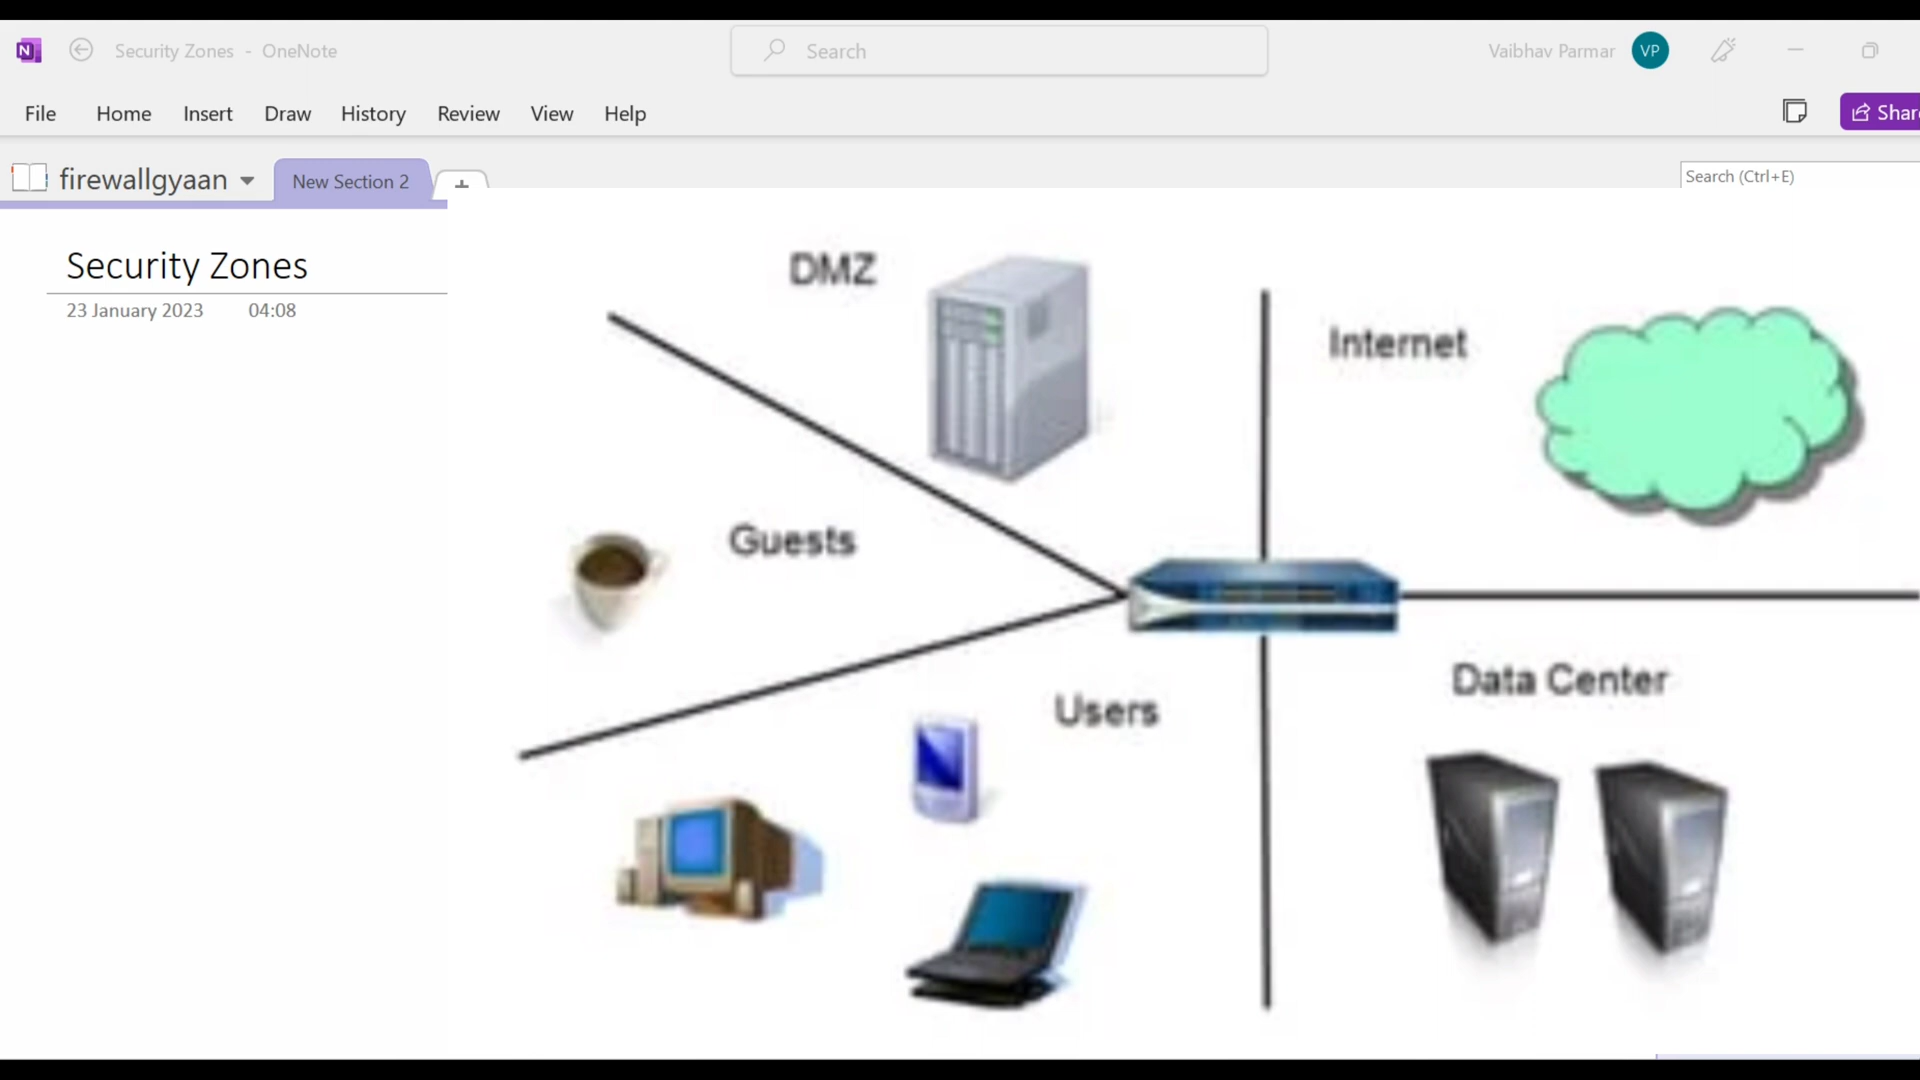 Security Zones - OneNote
Search
Vaibhav Parmar
VP
File Home Insert Draw History Review View Help
firewallgyaan
New Section 2
+
Search (Ctrl+E)
Security Zones
23 January 2023 04:08
DMZ
Internet
Guests
Users
Data Center
N